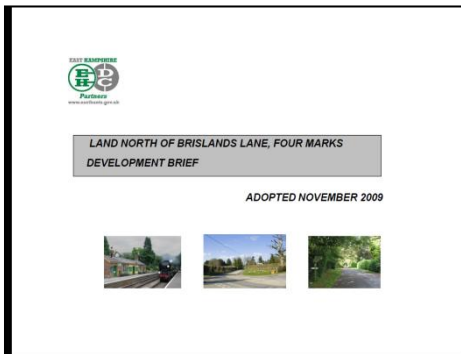 EAST HAMPSHIRE
EHDC
Partners
www.easthants.gov.uk
LAND NORTH OF BRISLANDS LANE, FOUR MARKS
DEVELOPMENT BRIEF
ADOPTED NOVEMBER 2009